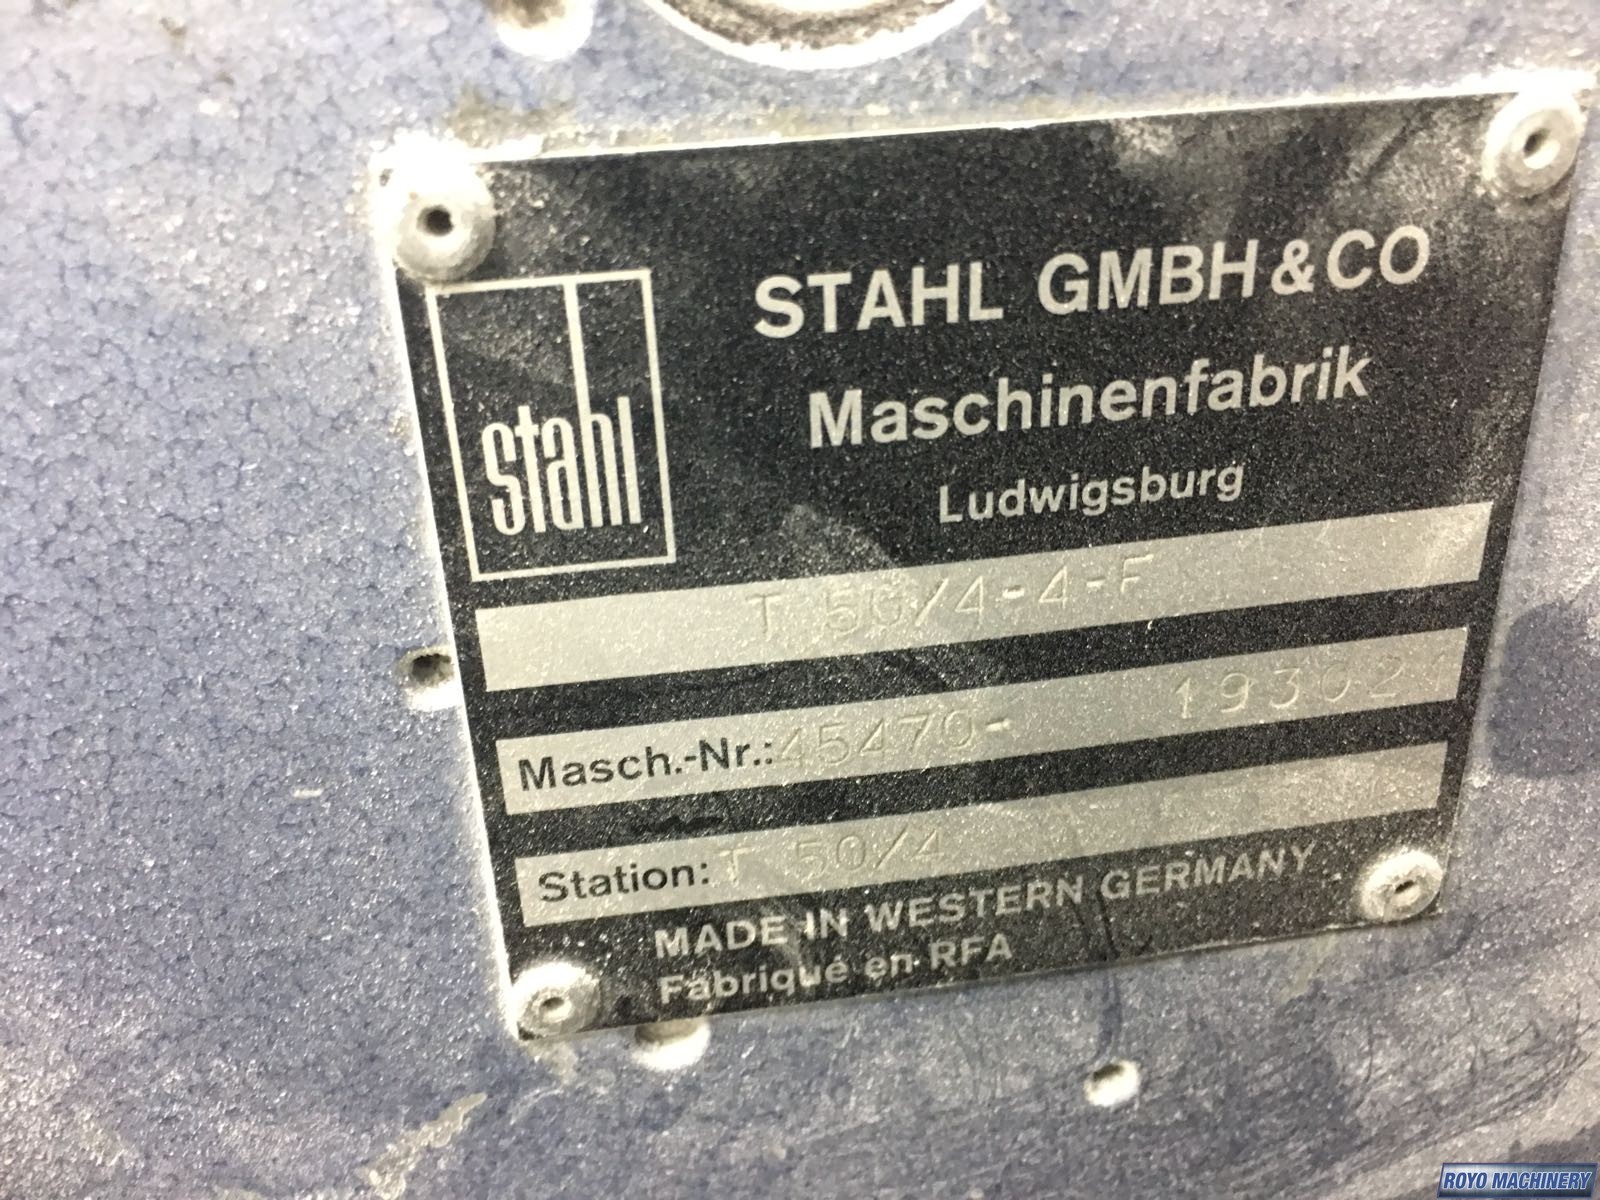 stahl
STAHL GMBH & CO
Maschinenfabrik
Ludwigsburg
T 50/4-4-F
Masch.-Nr.: 45470- 19302
Station: T 50/4
MADE IN WESTERN GERMANY
Fabriqué en RFA
ROYO MACHINERY